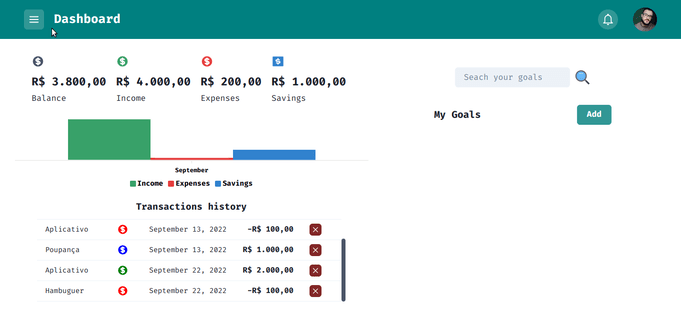 Dashboard
R$ 3.800,00 R$ 4.000,00 R$ 200,00 R$ 1.000,00
Balance Income Expenses Savings
September
Income Expenses Savings
Transactions history
Aplicativo September 13, 2022 -R$ 100,00
Poupança September 13, 2022 R$ 1.000,00
Aplicativo September 22, 2022 R$ 2.000,00
Hambuguer September 22, 2022 -R$ 100,00
Seach your goals
My Goals Add